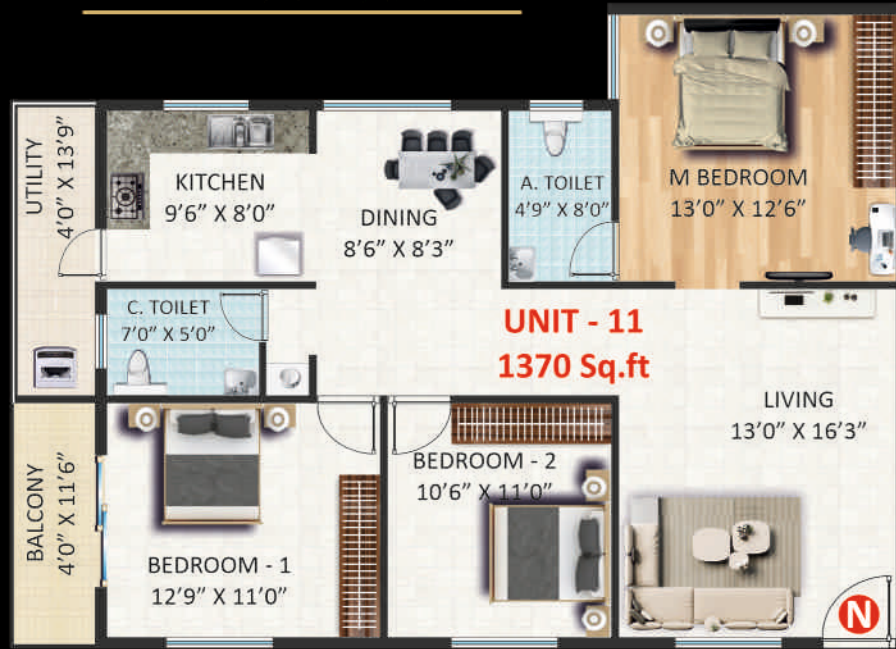 UTILITY
4'0" X 13'9"
KITCHEN
9'6" X 8'0"
DINING
8'6" X 8'3"
A. TOILET
4'9" X 8'0"
M BEDROOM
13'0" X 12'6"
C. TOILET
7'0" X 5'0"
UNIT - 11
1370 Sq.ft
LIVING
13'0" X 16'3"
BALCONY
4'0" X 11'6"
BEDROOM - 1
12'9" X 11'0"
BEDROOM - 2
10'6" X 11'0"
N